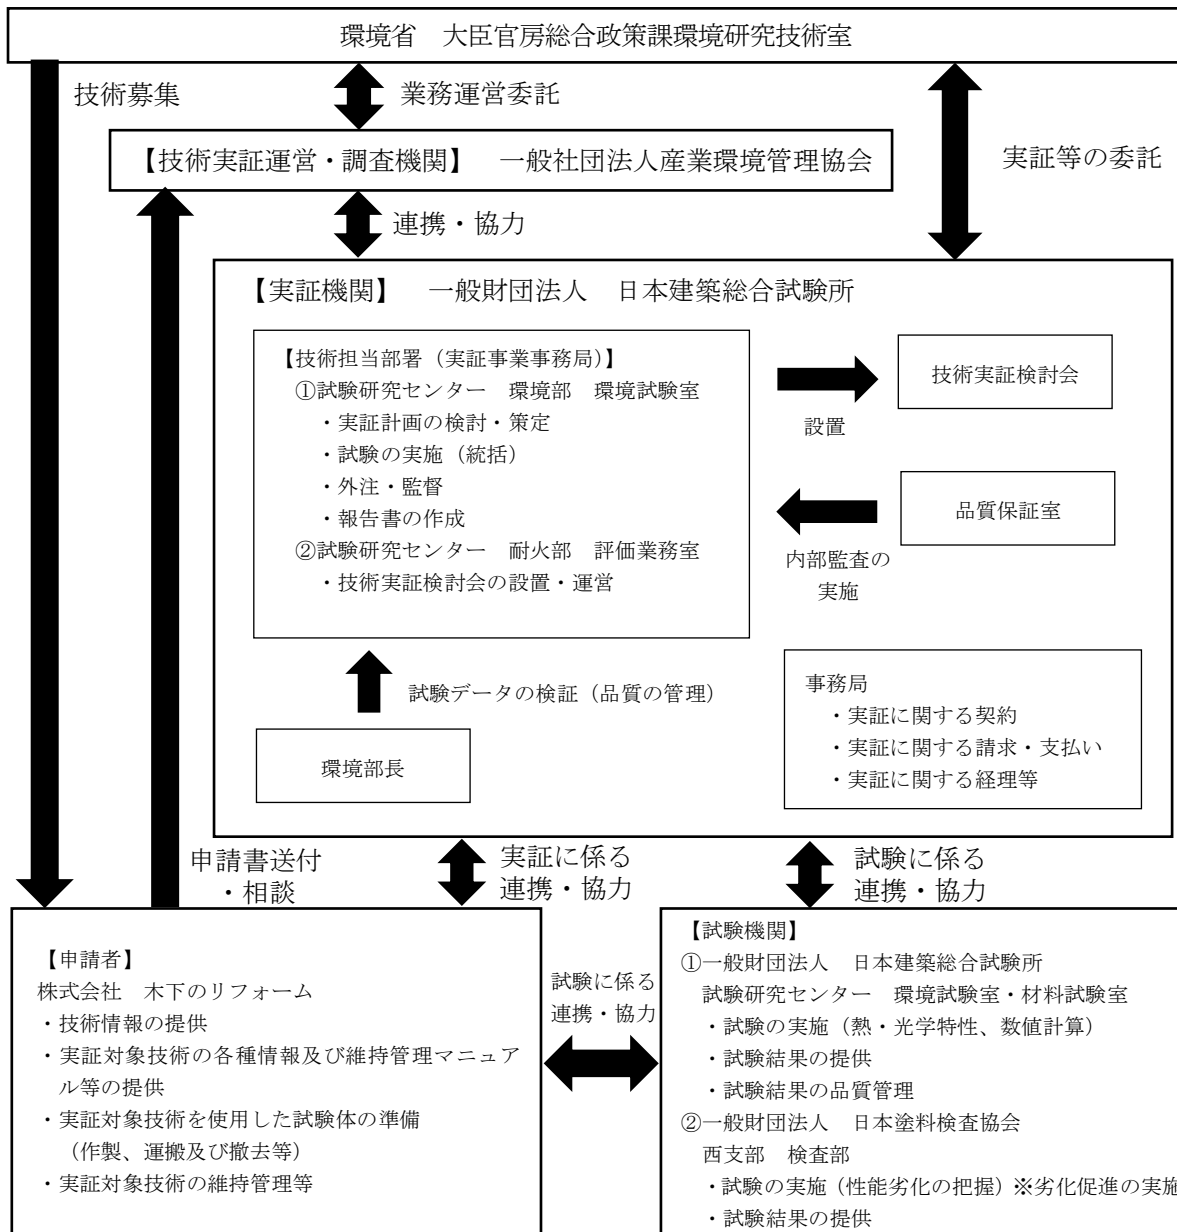 環境省　大臣官房総合政策課環境研究技術室
技術募集
業務運営委託
実証等の委託
【技術実証運営・調査機関】　一般社団法人産業環境管理協会
連携・協力
【実証機関】　一般財団法人　日本建築総合試験所
【技術担当部署（実証事業事務局）】
①試験研究センター　環境部　環境試験室
・実証計画の検討・策定
・試験の実施（統括）
・外注・監督
・報告書の作成
②試験研究センター　耐火部　評価業務室
・技術実証検討会の設置・運営
設置
技術実証検討会
品質保証室
内部監査の
実施
試験データの検証（品質の管理）
環境部長
事務局
・実証に関する契約
・実証に関する請求・支払い
・実証に関する経理等
申請書送付
・相談
実証に係る
連携・協力
試験に係る
連携・協力
【申請者】
株式会社　木下のリフォーム
・技術情報の提供
・実証対象技術の各種情報及び維持管理マニュア
ル等の提供
・実証対象技術を使用した試験体の準備
（作製、運搬及び撤去等）
・実証対象技術の維持管理等
試験に係る
連携・協力
【試験機関】
①一般財団法人　日本建築総合試験所
試験研究センター　環境試験室・材料試験室
・試験の実施（熱・光学特性、数値計算）
・試験結果の提供
・試験結果の品質管理
②一般財団法人　日本塗料検査協会
西支部　検査部
・試験の実施（性能劣化の把握）※劣化促進の実施
・試験結果の提供